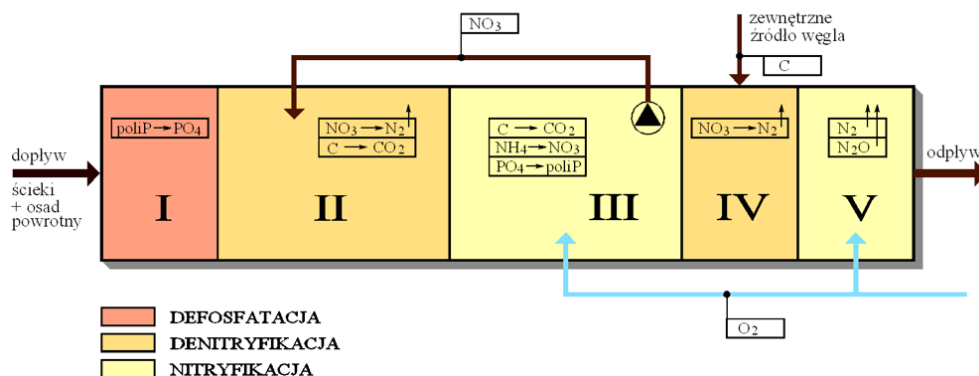 NO3
zewnętrzne
źródło węgla
C
poliP→PO4
NO3→N2
C → CO2
C → CO2
NH4→NO3
PO4→poliP
NO3→N2
N2
N2O
dopływ
ścieki
+ osad
powrotny
I
II
III
IV
V
odpływ
O2
DEFOSFATACJA
DENITRYFIKACJA
NITRYFIKACJA